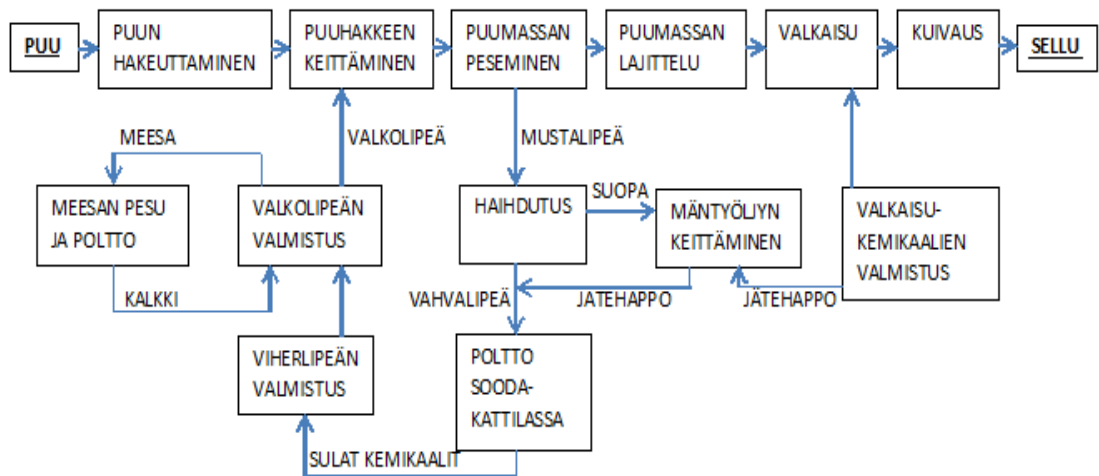 PUU
PUUN
HAKEUTTAMINEN
PUUHAKKEEN
KEITTÄMINEN
PUUMASSAN
PESEMINEN
PUUMASSAN
LAJITTELU
VALKAISU
KUIVAUS
SELLU
MEESA
VALKOLIPEÄ
MUSTALIPEÄ
MEESAN PESU
JA POLTTO
VALKOLIPEÄN
VALMISTUS
HAIHDUTUS
SUOPA
MÄNTYÖLJYN
KEITTÄMINEN
VALKAISU-
KEMIKAALIEN
VALMISTUS
KALKKI
VAHVALIPEÄ
JÄTEHAPPO
JÄTEHAPPO
VIHERLIPEÄN
VALMISTUS
POLTTO
SOODA-
KATTILASSA
SULAT KEMIKAALIT